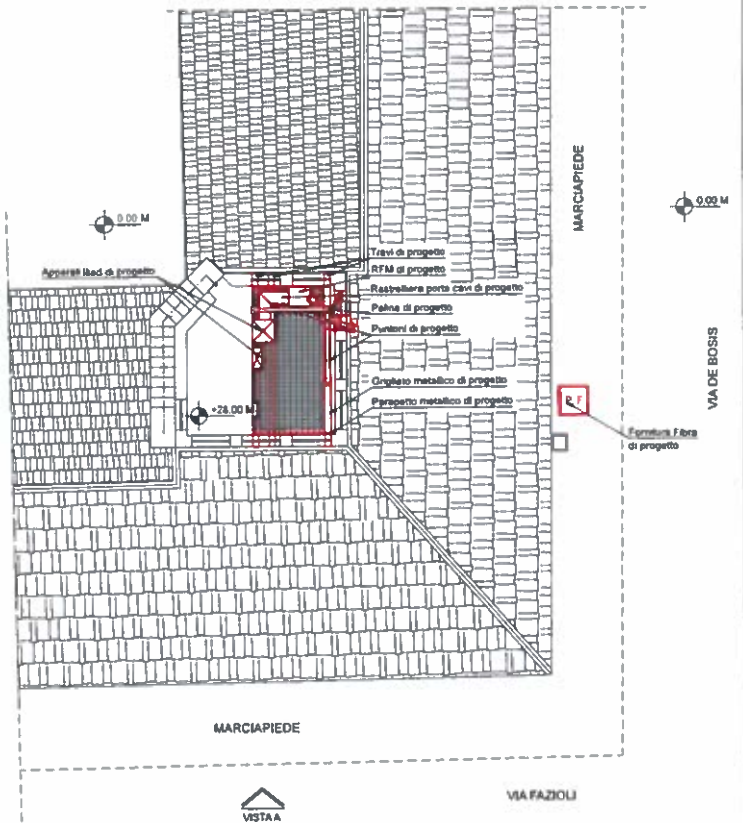 MARCIAPIEDE
0.00 M
0.00 M
Travi di progetto
RFM di progetto
Apparati Iliad di progetto
Rastrelliera porta cavi di progetto
Palina di progetto
Puntoni di progetto
VIA DE BOSIS
Grigliato metallico di progetto
Parapetto metallico di progetto
+28.00 M
P.F
Fornitura Fibra
di progetto
MARCIAPIEDE
VISTA A
VIA FAZIOLI